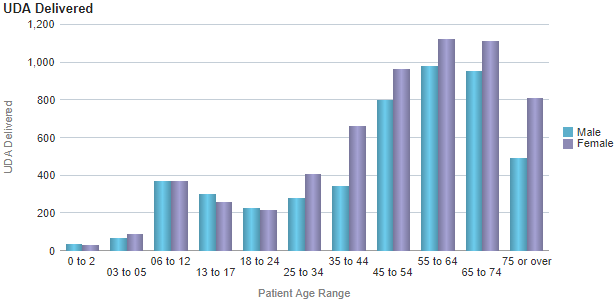 UDA Delivered
1,200
1,000
800
600
400
200
0
UDA Delivered
Male
Female
0 to 2
03 to 05
06 to 12
13 to 17
18 to 24
25 to 34
35 to 44
45 to 54
55 to 64
65 to 74
75 or over
Patient Age Range